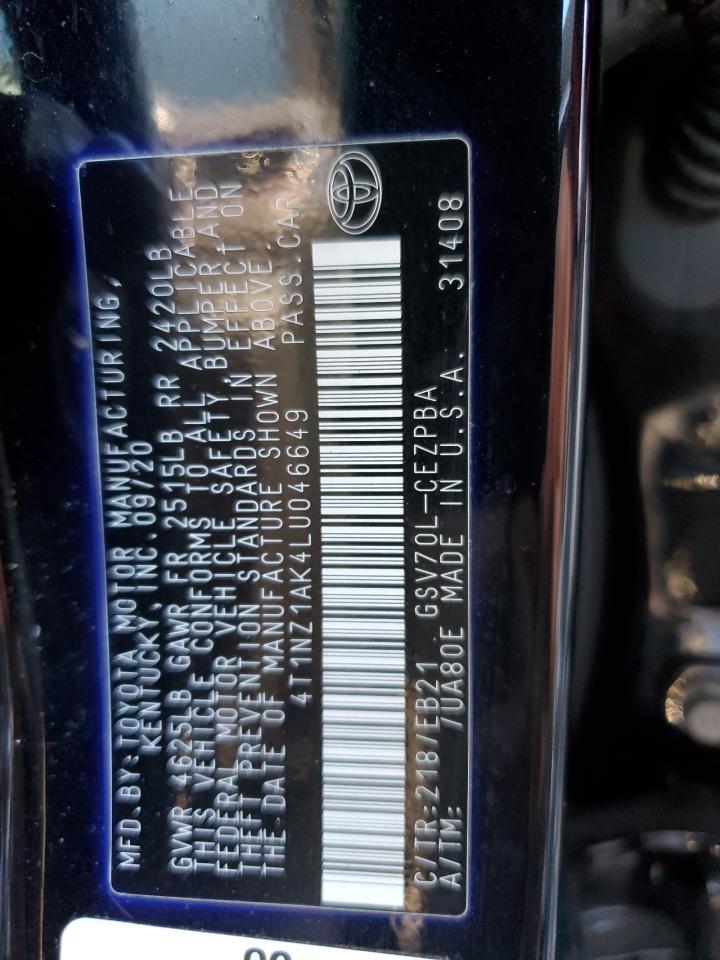 MFD.BY:TOYOTA MOTOR MANUFACTURING,
KENTUCKY, INC.09/20
GVWR 4625LB GAWR FR 2515LB RR 2420LB
THIS VEHICLE CONFORMS TO ALL APPLICABLE
FEDERAL MOTOR VEHICLE SAFETY, BUMPER, AND
THEFT PREVENTION STANDARDS IN EFFECT ON
THE DATE OF MANUFACTURE SHOWN ABOVE.
4T1NZ1AK4LU046649 PASS.CAR
C/TR:218/EB21 GSV70L-CEZPBA
A/TM: /UA80E MADE IN U.S.A. 31408